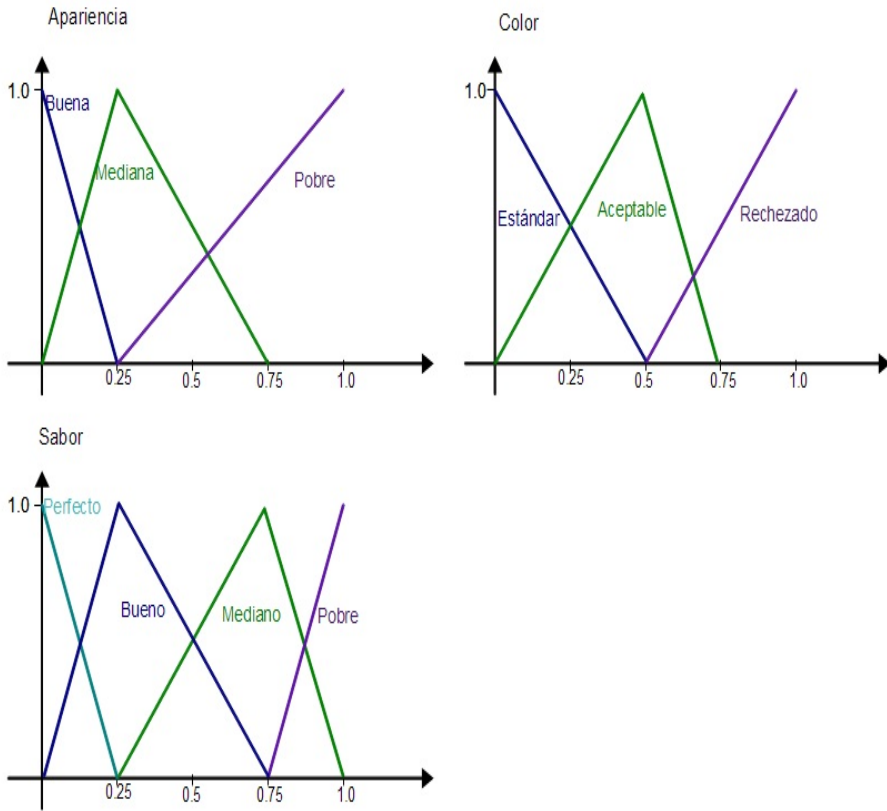 Apariencia
1.0
Buena
Mediana
Pobre
0.25
0.5
0.75
1.0
Color
1.0
Estándar
Aceptable
Rechezado
0.25
0.5
0.75
1.0
Sabor
1.0
Perfecto
Bueno
Mediano
Pobre
0.25
0.5
0.75
1.0